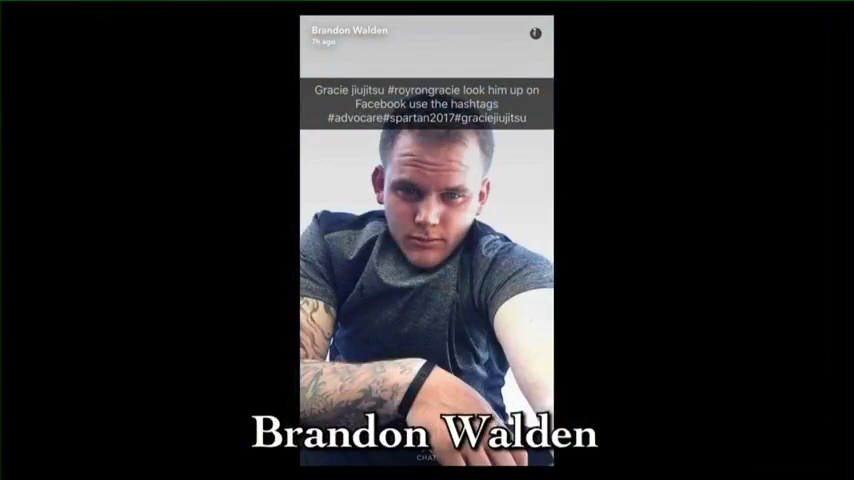 Brandon Walden
7h ago
Gracie jiujitsu #royrongracie look him up on
Facebook use the hashtags
#advocare#spartan2017#graciejiujitsu
Brandon Walden
CHAT